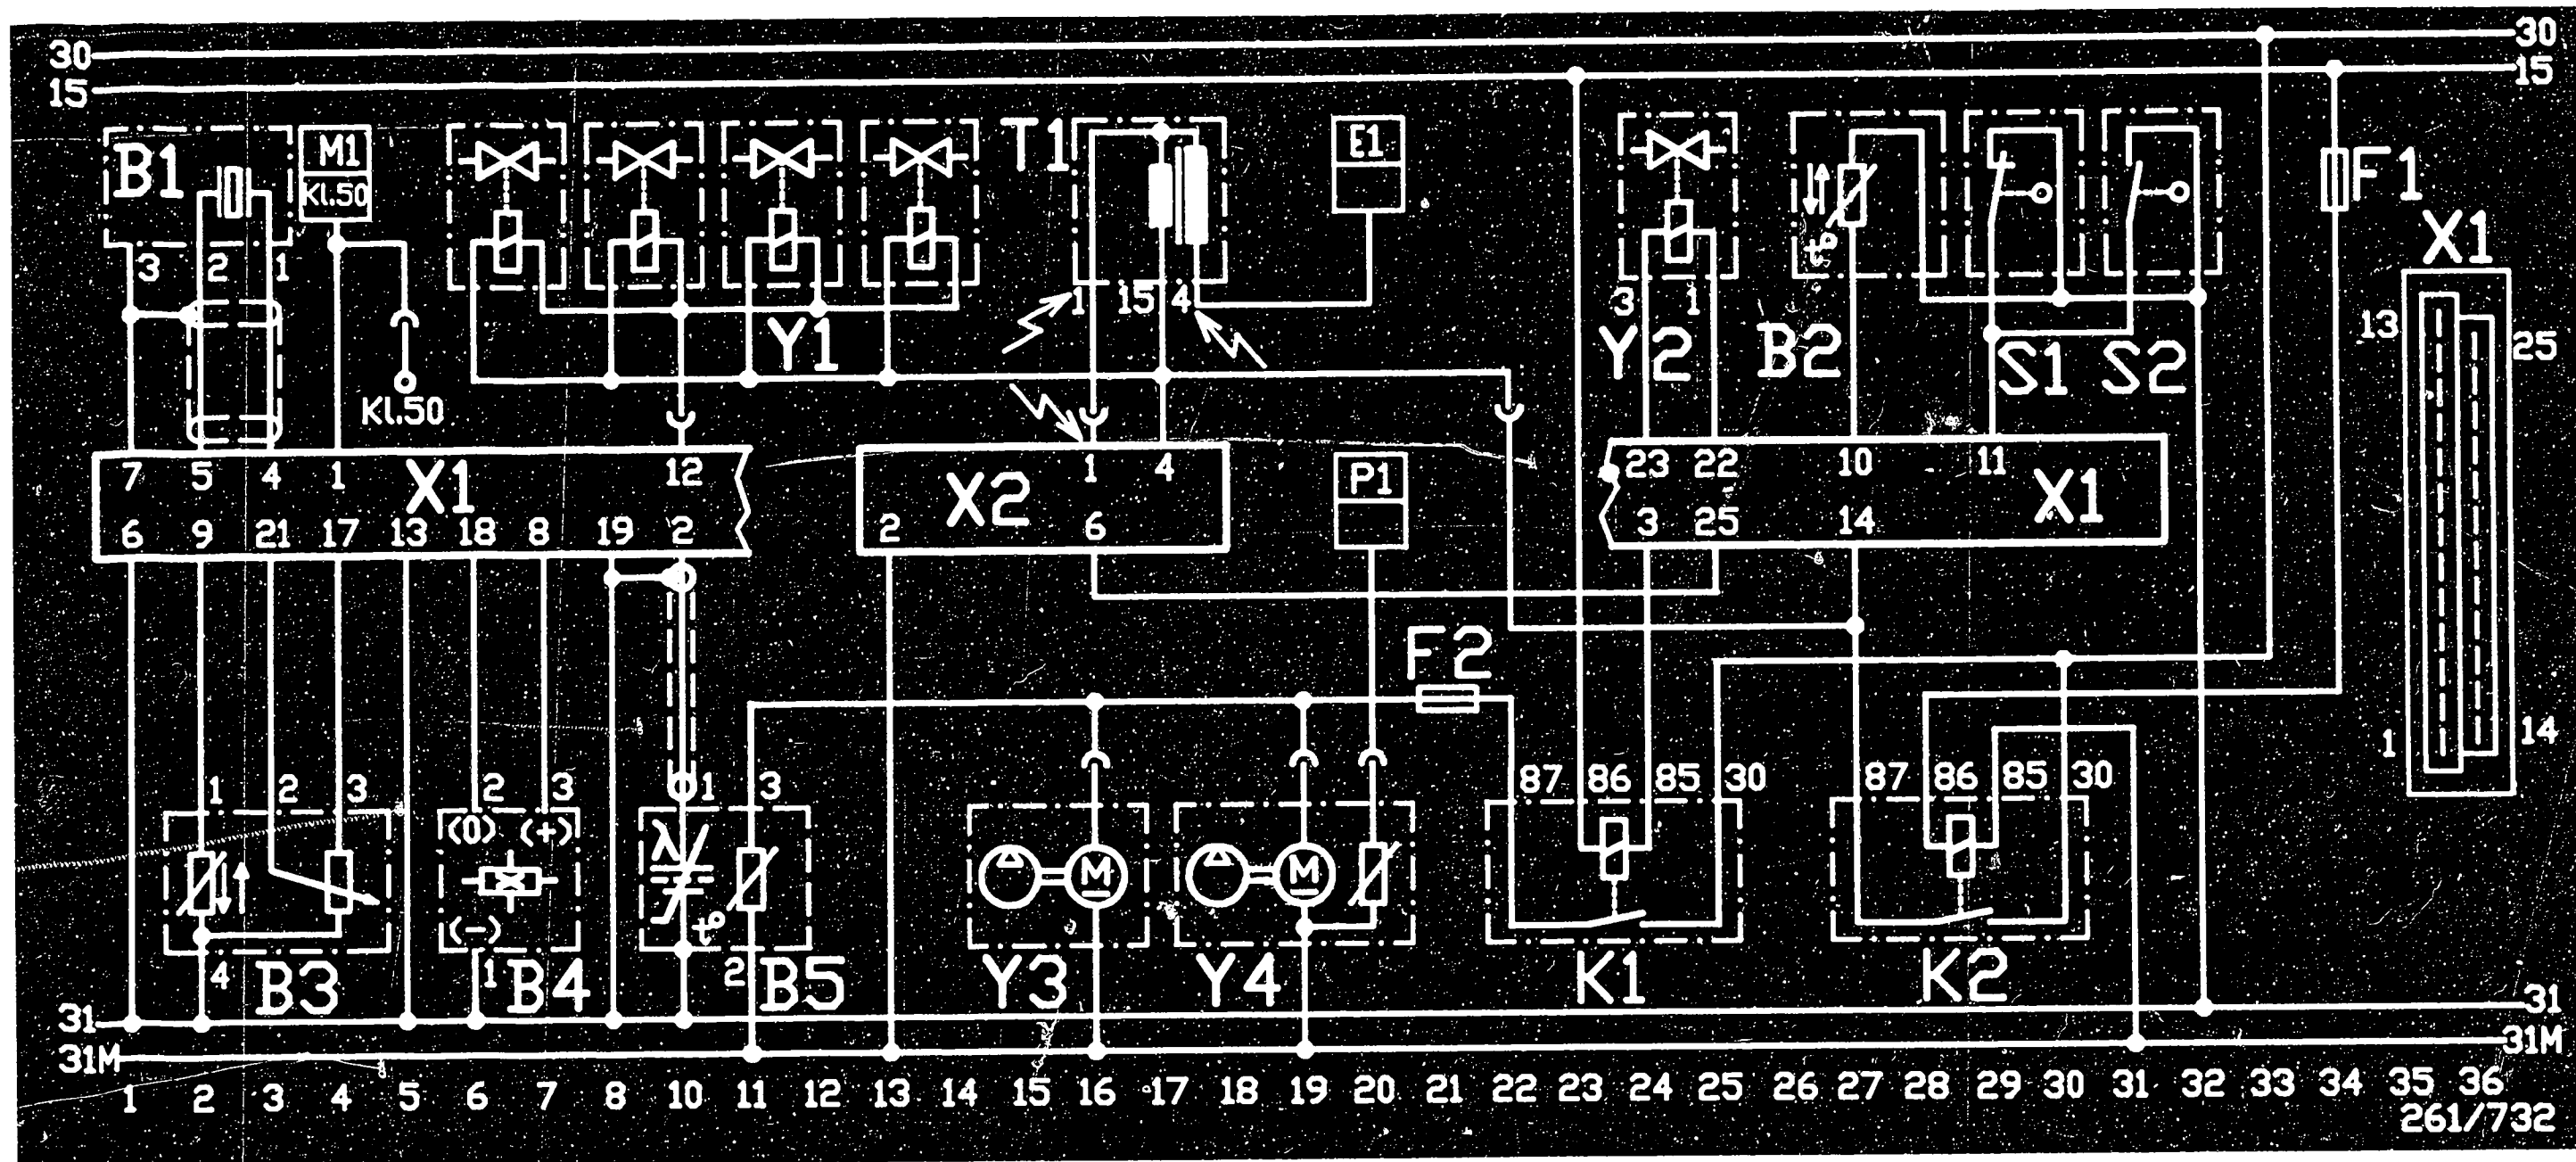 30 30
15 15
B1 M1 T1 E1 F1
Kl.50
X1
3 2 1 1 15 4 3 1 t°
13 25
Y1 Y2 B2 S1 S2
Kl.50
7 5 4 1 X1 12 1 4 P1 23 22 10 11 X1
X2
6 9 21 17 13 18 8 19 2 2 6 3 25 14
F2
1 14
1 2 3 2 3 1 3 87 86 85 30 87 86 85 30
(0) (+)
λ M M
(-) t°
4 B3 1 B4 2 B5 Y3 Y4 K1 K2
31 31
31M 31M
1 2 3 4 5 6 7 8 10 11 12 13 14 15 16 17 18 19 20 21 22 23 24 25 26 27 28 29 30 31 32 33 34 35 36
261/732